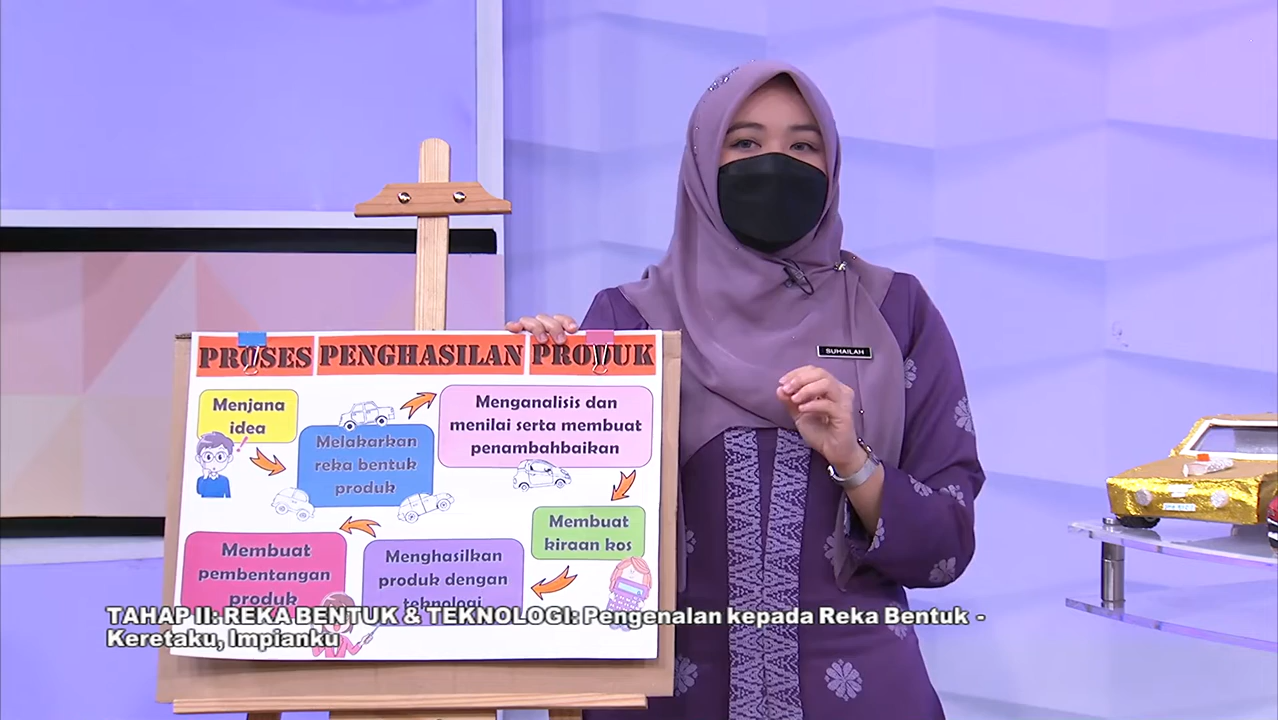 PROSES PENGHASILAN PRODUK
Menjana
idea
Melakarkan
reka bentuk
produk
Menganalisis dan
menilai serta membuat
penambahbaikan
Membuat
kiraan kos
Menghasilkan
produk dengan
teknologi
Membuat
pembentangan
produk
SUHAILAH
TAHAP II: REKA BENTUK & TEKNOLOGI: Pengenalan kepada Reka Bentuk -
Keretaku, Impianku